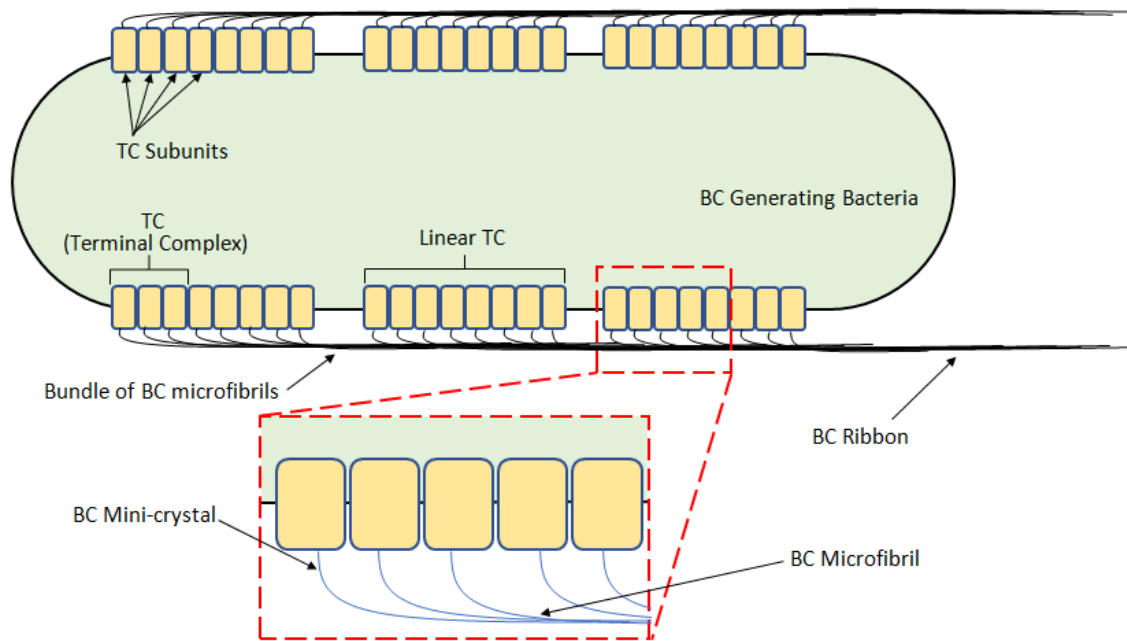 TC Subunits
BC Generating Bacteria
TC
(Terminal Complex)
Linear TC
Bundle of BC microfibrils
BC Ribbon
BC Mini-crystal
BC Microfibril